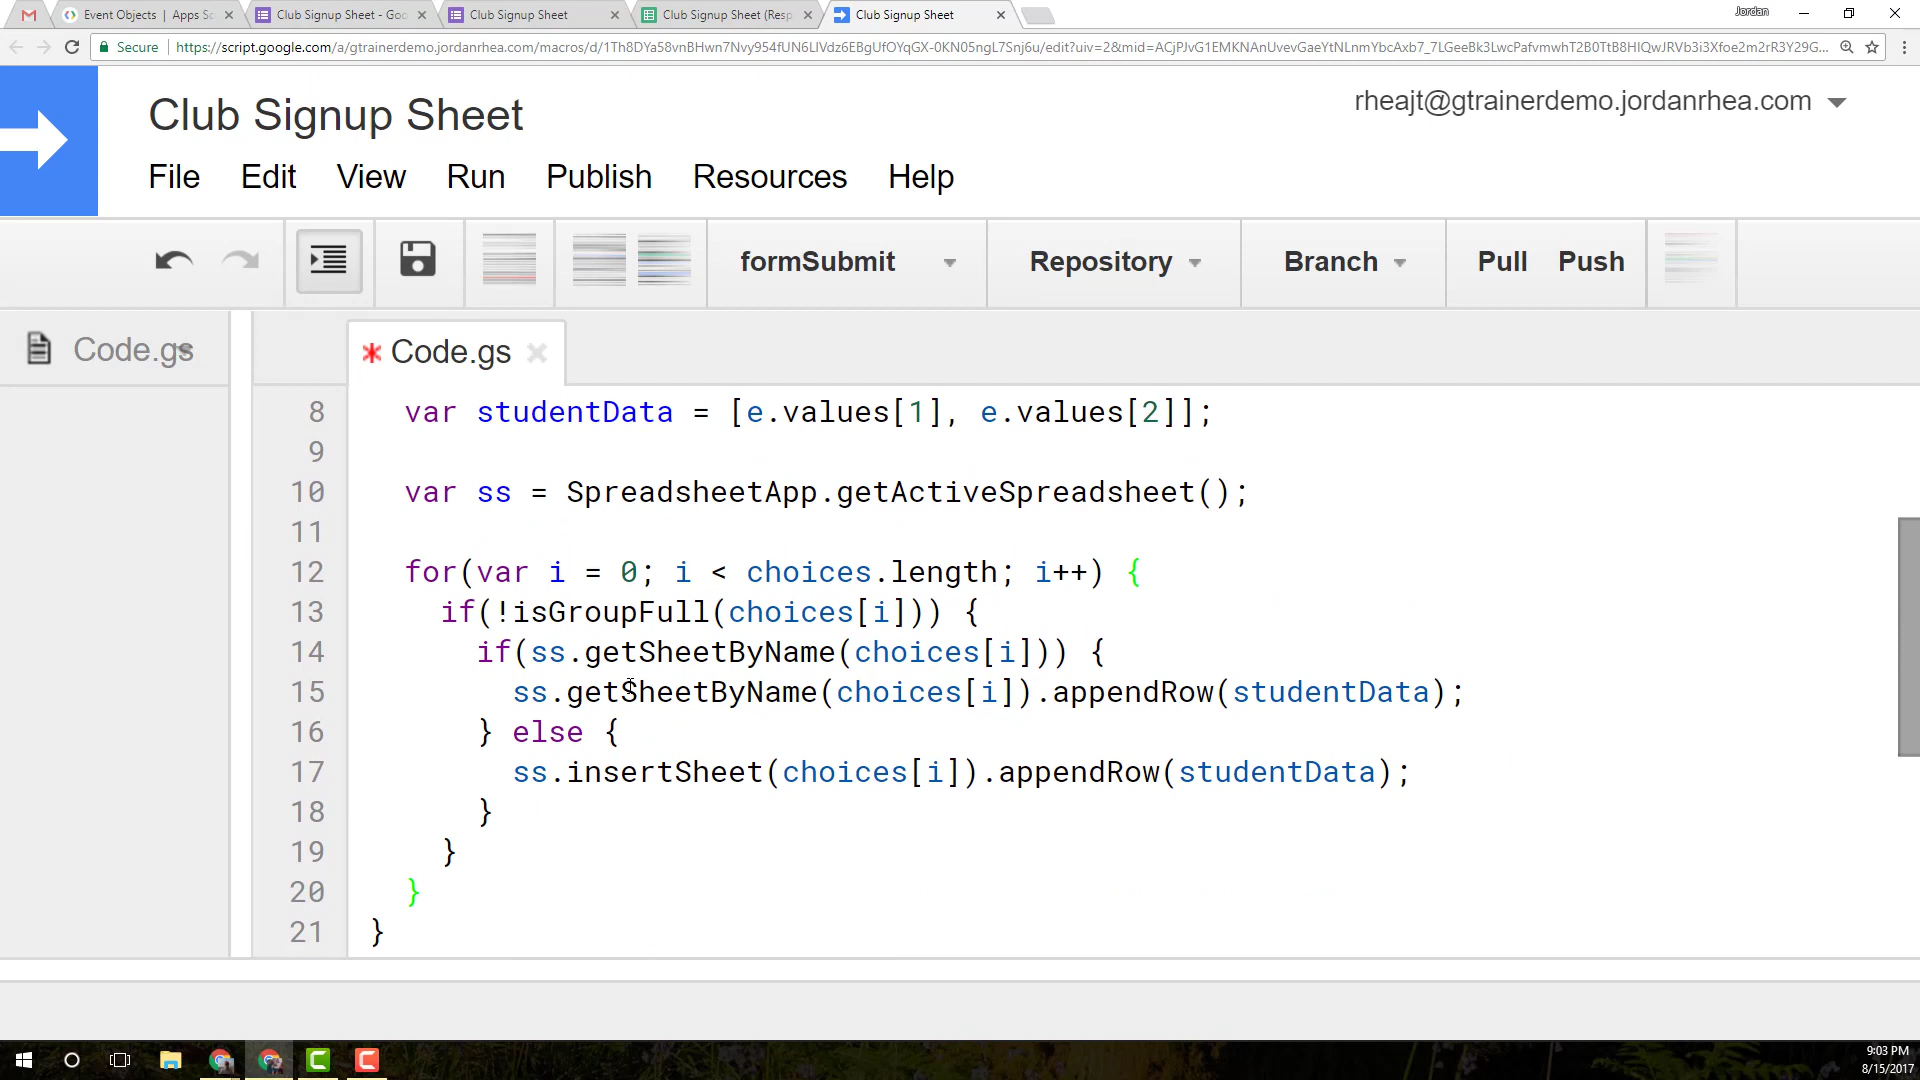 Event Objects | Apps Sc
Club Signup Sheet - Goo
Club Signup Sheet
Club Signup Sheet (Resp
Club Signup Sheet
Jordan
Secure
https://script.google.com/a/gtrainerdemo.jordanrhea.com/macros/d/1Th8DYa58vnBHwn7Nvy954fUN6LIVdz6EBgUfOYqGX-0KN05ngL7Snj6u/edit?uiv=2&mid=ACjPJvG1EMKNAnUvevGaeYtNLnmYbcAxb7_7LGeeBk3LwcPafvmwhT2B0TtB8HIQwJRVb3i3Xfoe2m2rR3Y29G...
Club Signup Sheet
rheajt@gtrainerdemo.jordanrhea.com
File Edit View Run Publish Resources Help
formSubmit Repository Branch Pull Push
Code.gs
* Code.gs
8 var studentData = [e.values[1], e.values[2]];
9
10 var ss = SpreadsheetApp.getActiveSpreadsheet();
11
12 for(var i = 0; i < choices.length; i++) {
13 if(!isGroupFull(choices[i])) {
14 if(ss.getSheetByName(choices[i])) {
15 ss.getSheetByName(choices[i]).appendRow(studentData);
16 } else {
17 ss.insertSheet(choices[i]).appendRow(studentData);
18 }
19 }
20 }
21 }
9:03 PM
8/15/2017